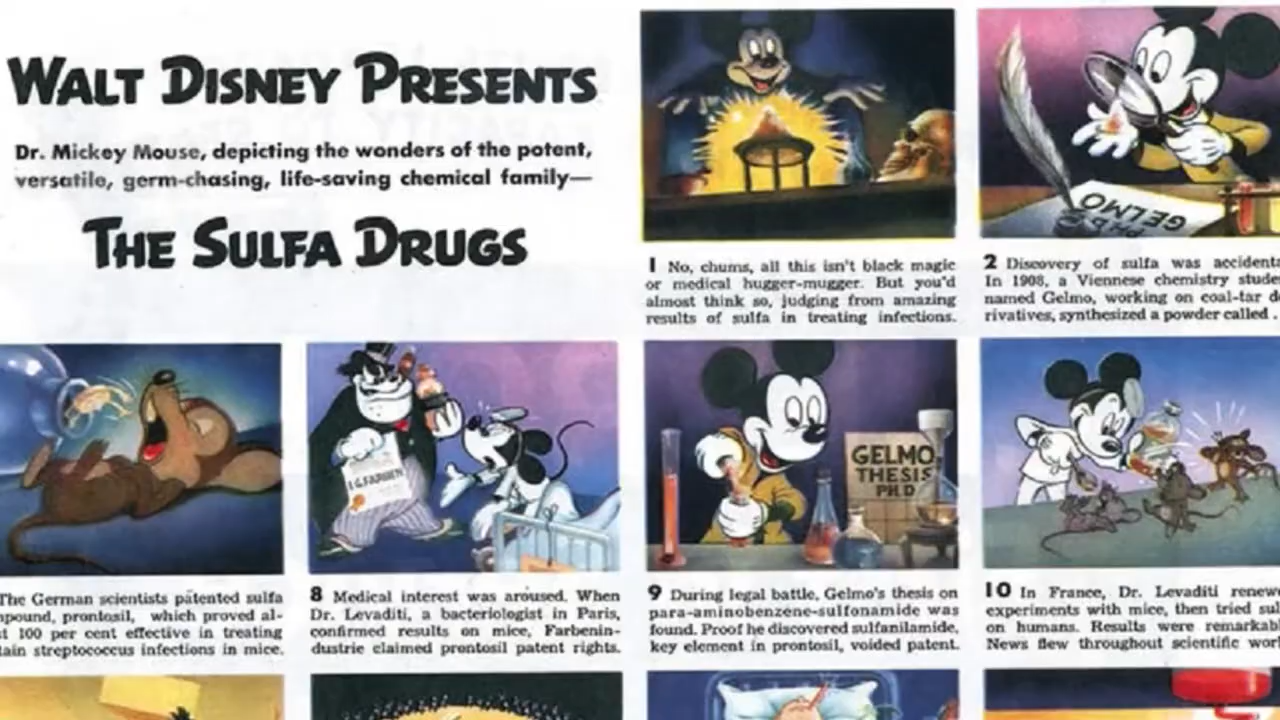 WALT DISNEY PRESENTS
Dr. Mickey Mouse, depicting the wonders of the potent,
versatile, germ-chasing, life-saving chemical family—
THE SULFA DRUGS
PH.D
GELMO
1 No, chums, all this isn't black magic
or medical hugger-mugger. But you'd
almost think so, judging from amazing
results of sulfa in treating infections.
2 Discovery of sulfa was accidenta
In 1908, a Viennese chemistry stude
named Gelmo, working on coal-tar d
rivatives, synthesized a powder called .
I.G. FARBEN
GELMO
THESIS
PH.D
The German scientists patented sulfa
pound, prontosil, which proved al-
t 100 per cent effective in treating
tain streptococcus infections in mice.
8 Medical interest was aroused. When
Dr. Levaditi, a bacteriologist in Paris,
confirmed results on mice, Farbenin-
dustrie claimed prontosil patent rights.
9 During legal battle, Gelmo's thesis on
para-aminobenzene-sulfonamide was
found. Proof he discovered sulfanilamide,
key element in prontosil, voided patent.
10 In France, Dr. Levaditi renew
experiments with mice, then tried sul
on humans. Results were remarkab
News flew throughout scientific worl